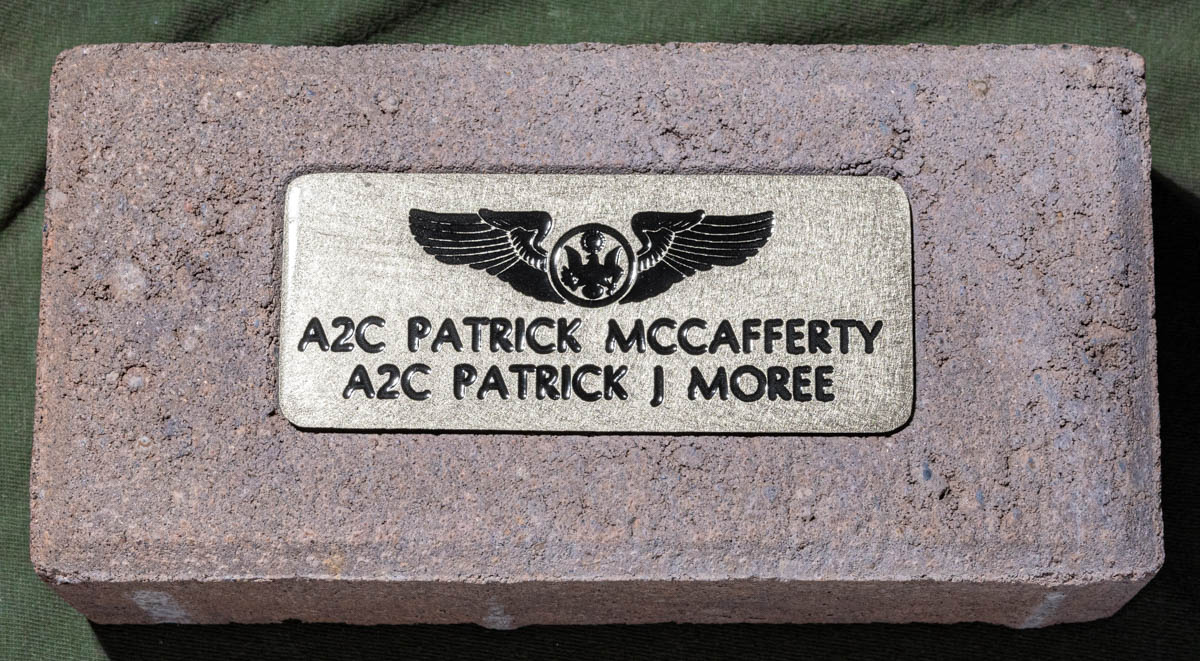 A2C PATRICK MCCAFFERTY
A2C PATRICK J MOREE